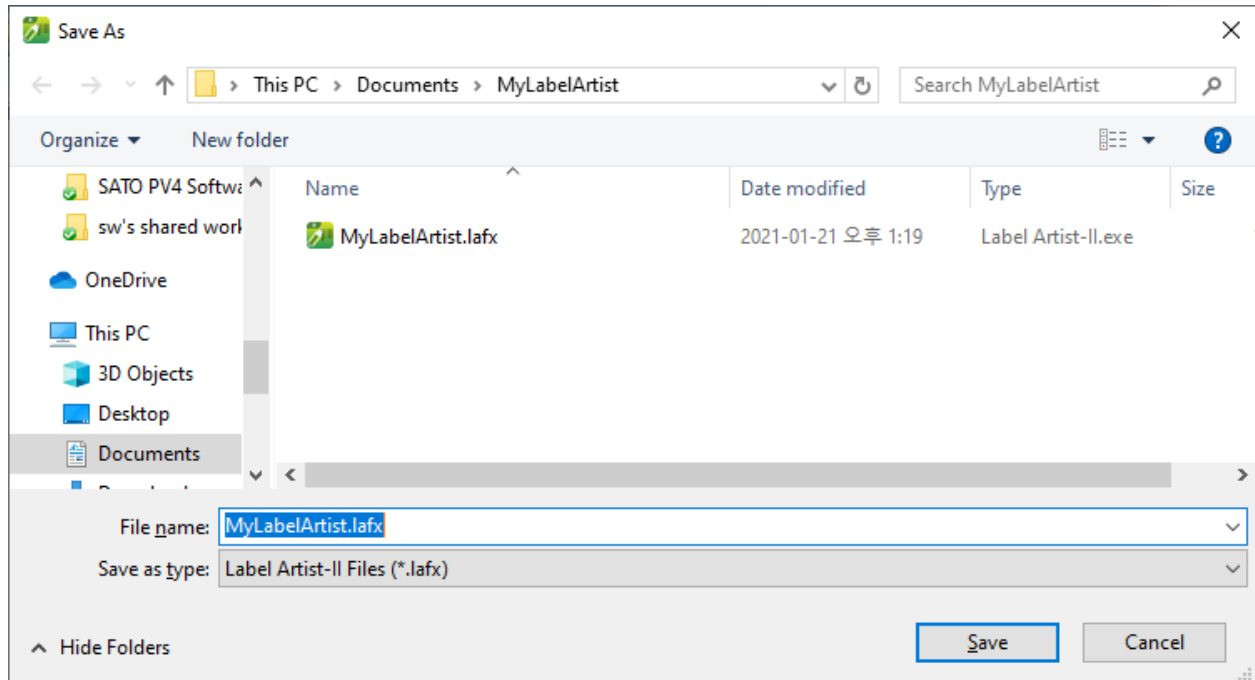 Save As
This PC > Documents > MyLabelArtist
Search MyLabelArtist
Organize
New folder
Name
Date modified
Type
Size
SATO PV4 Softwa
sw's shared work
OneDrive
This PC
3D Objects
Desktop
Documents
MyLabelArtist.lafx
2021-01-21 오후 1:19
Label Artist-II.exe
File name: MyLabelArtist.lafx
Save as type: Label Artist-II Files (*.lafx)
Hide Folders
Save
Cancel